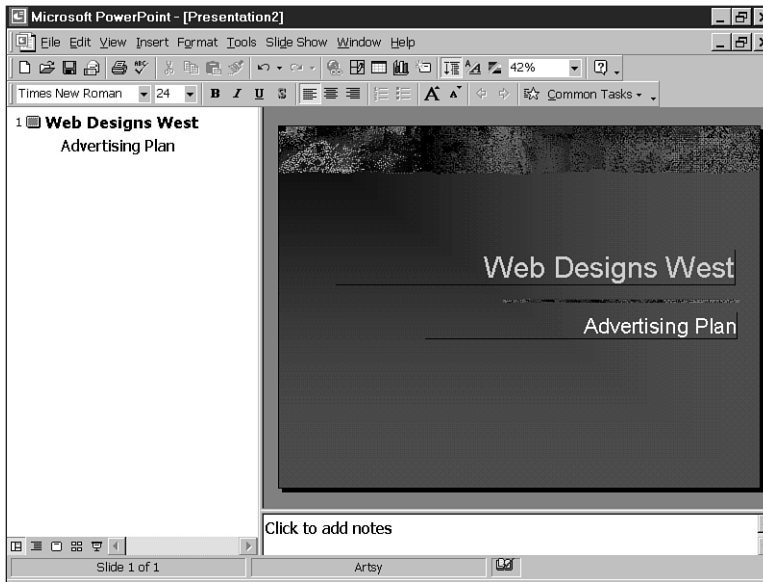 Microsoft PowerPoint - [Presentation2]
File Edit View Insert Format Tools Slide Show Window Help
42%
Times New Roman 24 B I U S A A Common Tasks
1 Web Designs West
Advertising Plan
Web Designs West
Advertising Plan
Click to add notes
Slide 1 of 1 Artsy